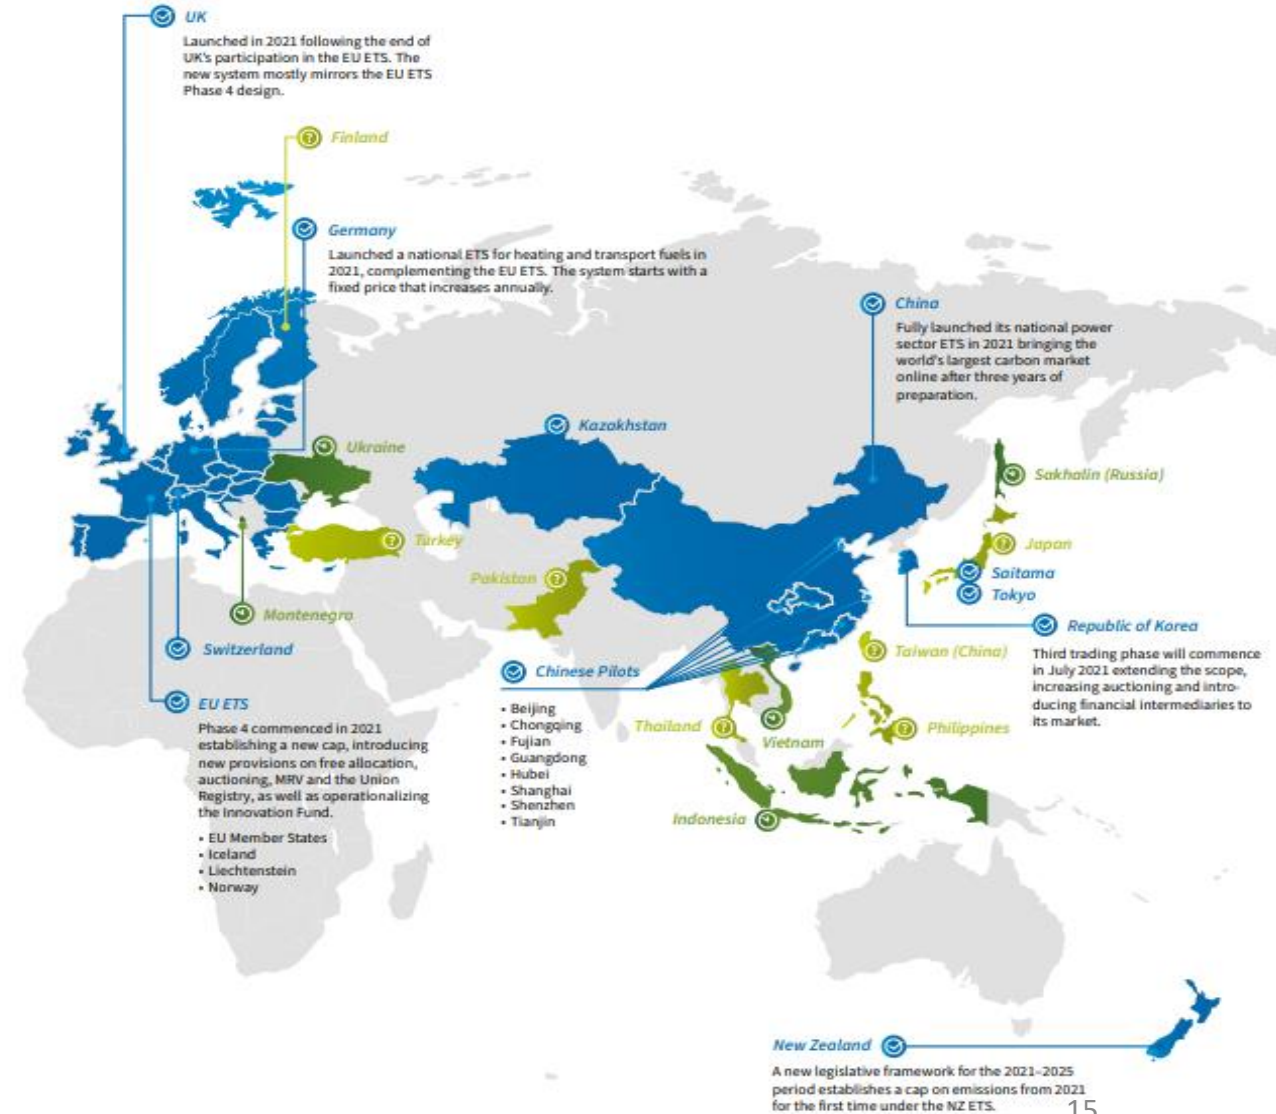 UK
Launched in 2021 following the end of
UK's participation in the EU ETS. The
new system mostly mirrors the EU ETS
Phase 4 design.
Finland
Germany
Launched a national ETS for heating and transport fuels in
2021, complementing the EU ETS. The system starts with a
fixed price that increases annually.
China
Fully launched its national power
sector ETS in 2021 bringing the
world's largest carbon market
online after three years of
preparation.
Kazakhstan
Ukraine
Sakhalin (Russia)
Turkey
Japan
Pakistan
Saitama
Tokyo
Montenegro
Republic of Korea
Third trading phase will commence
in July 2021 extending the scope,
increasing auctioning and intro-
ducing financial intermediaries to
its market.
Switzerland
Taiwan (China)
Chinese Pilots
• Beijing
• Chongqing
• Fujian
• Guangdong
• Hubei
• Shanghai
• Shenzhen
• Tianjin
EU ETS
Phase 4 commenced in 2021
establishing a new cap, introducing
new provisions on free allocation,
auctioning, MRV and the Union
Registry, as well as operationalizing
the Innovation Fund.
• EU Member States
• Iceland
• Liechtenstein
• Norway
Thailand
Vietnam
Philippines
Indonesia
New Zealand
A new legislative framework for the 2021–2025
period establishes a cap on emissions from 2021
for the first time under the NZ ETS.
15